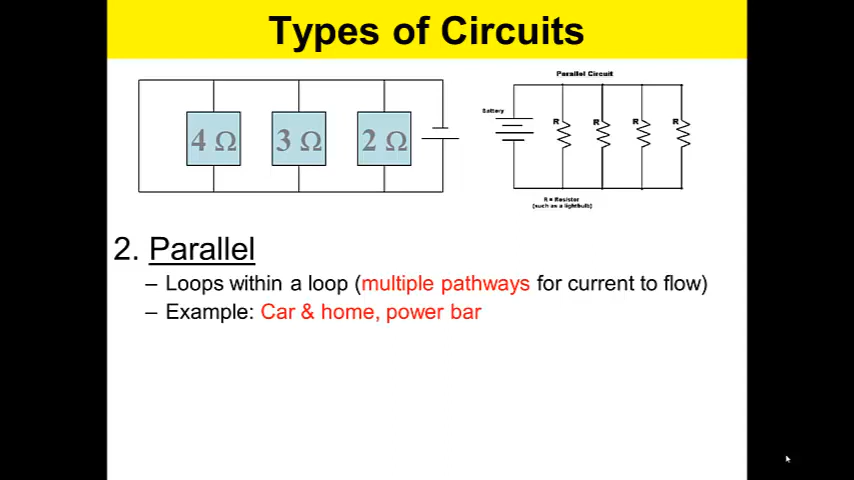 Types of Circuits
4 Ω
3 Ω
2 Ω
Parallel Circuit
Battery
R
R
R
R
R = Resistor
(such as a lightbulb)
2. Parallel
– Loops within a loop (multiple pathways for current to flow)
– Example: Car & home, power bar